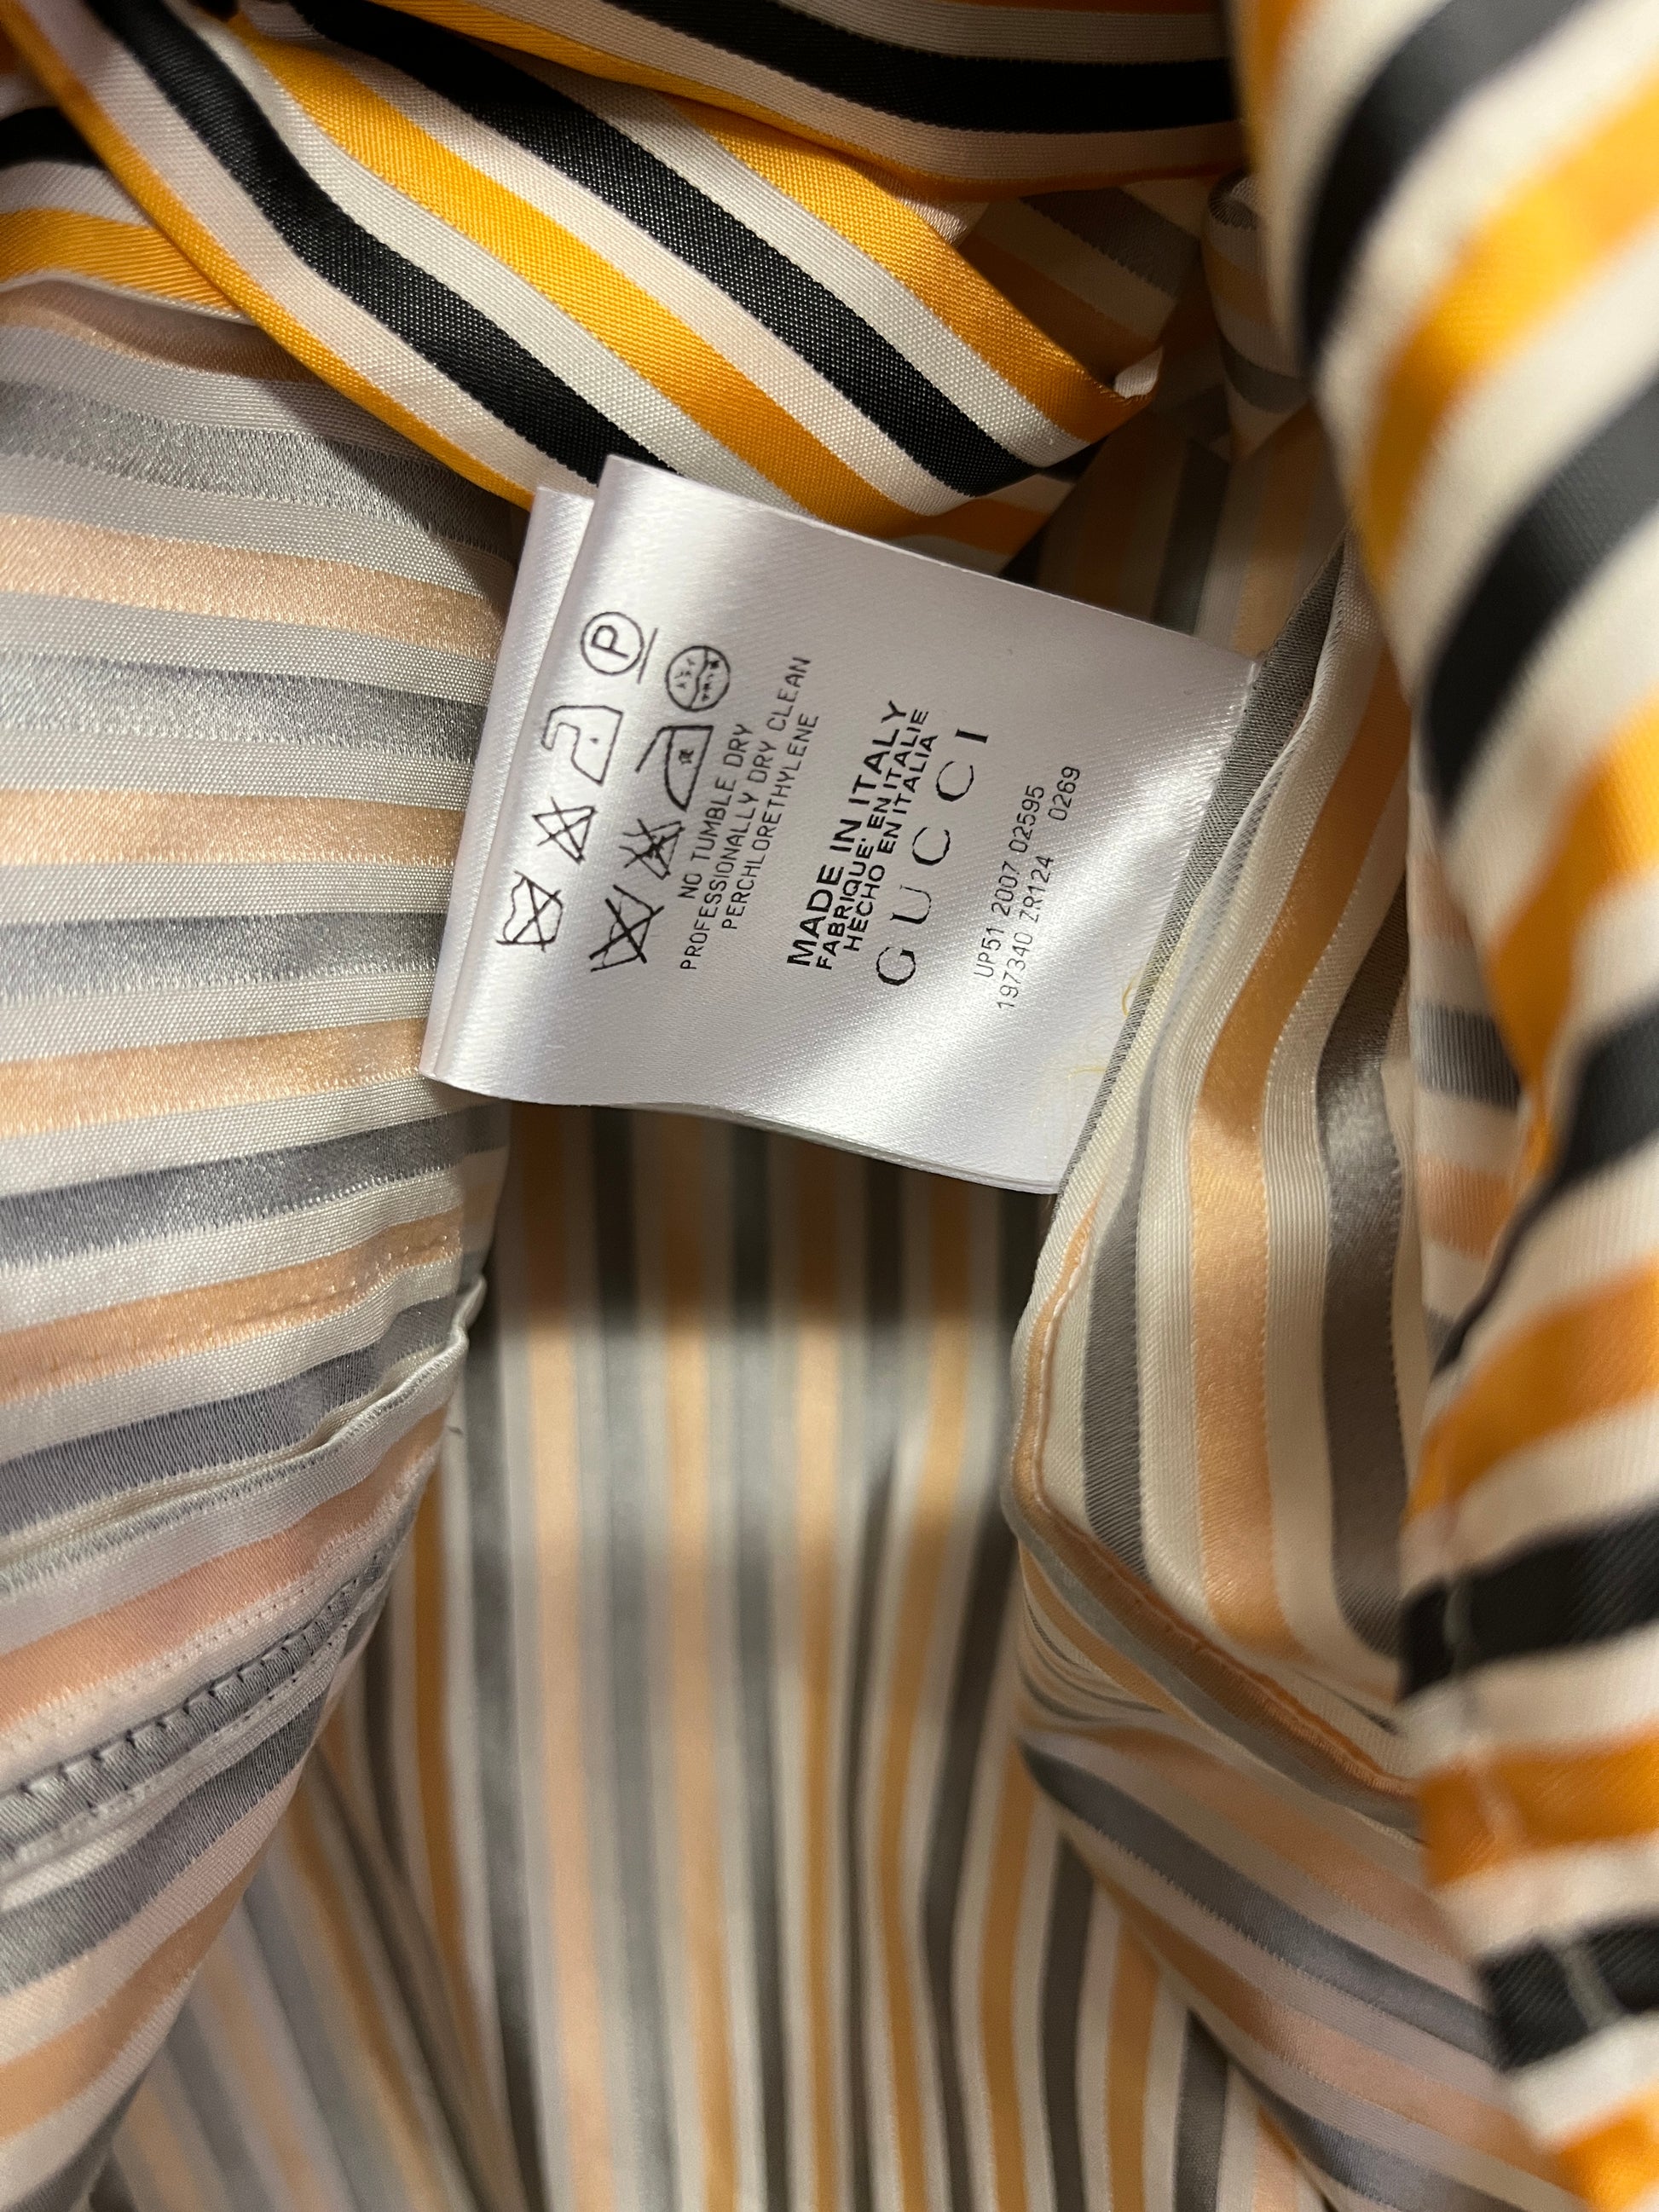 P
NO TUMBLE DRY
PROFESSIONALLY DRY CLEAN
PERCHLORETHYLENE
MADE IN ITALY
FABRIQUE' EN ITALIE
HECHO EN ITALIA
GUCCI
UP51 2007 02595
197340 ZR124 0269